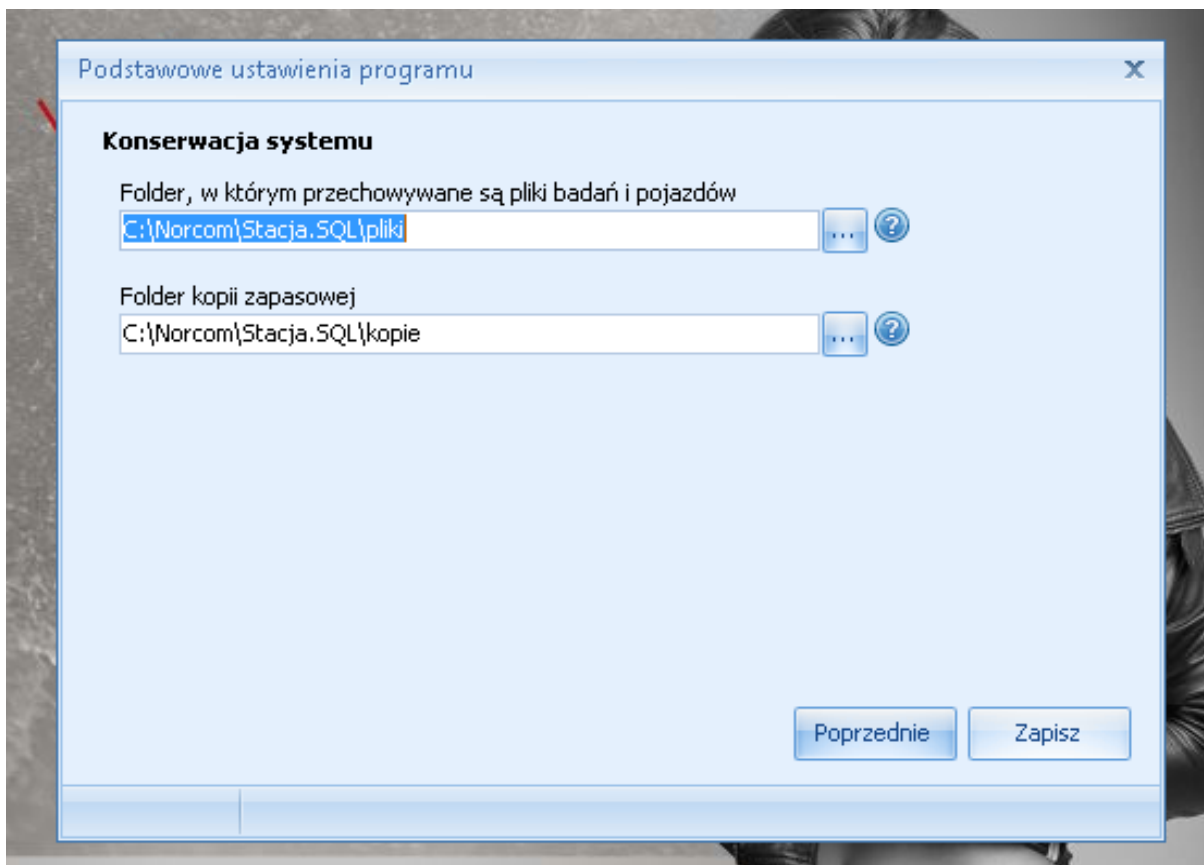 Podstawowe ustawienia programu
Konserwacja systemu
Folder, w którym przechowywane są pliki badań i pojazdów
C:\Norcom\Stacja.SQL\pliki
...
?
Folder kopii zapasowej
C:\Norcom\Stacja.SQL\kopie
...
?
Poprzednie
Zapisz